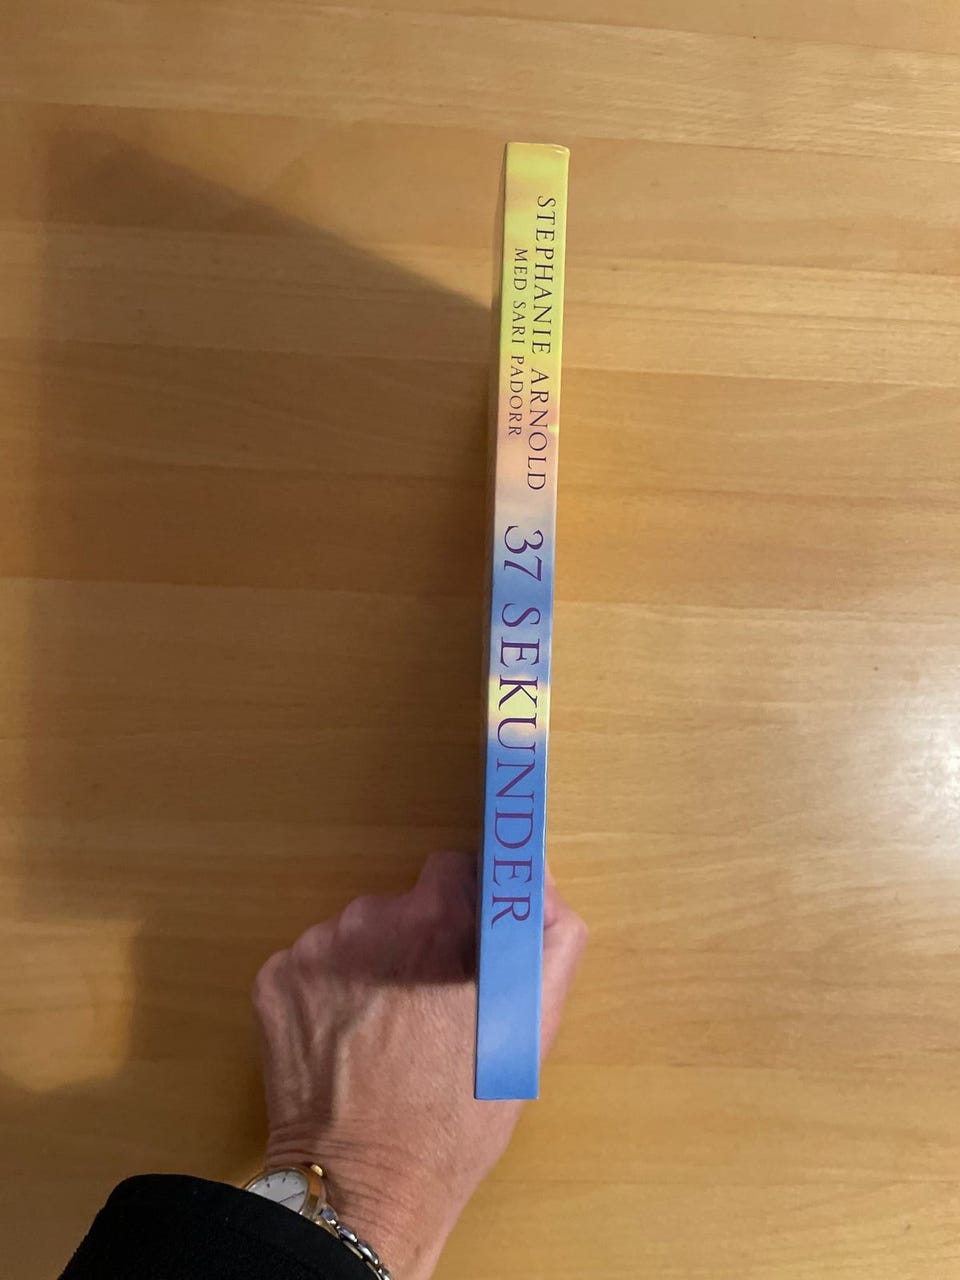 STEPHANIE ARNOLD
MED SARI PADORR
37 SEKUNDER